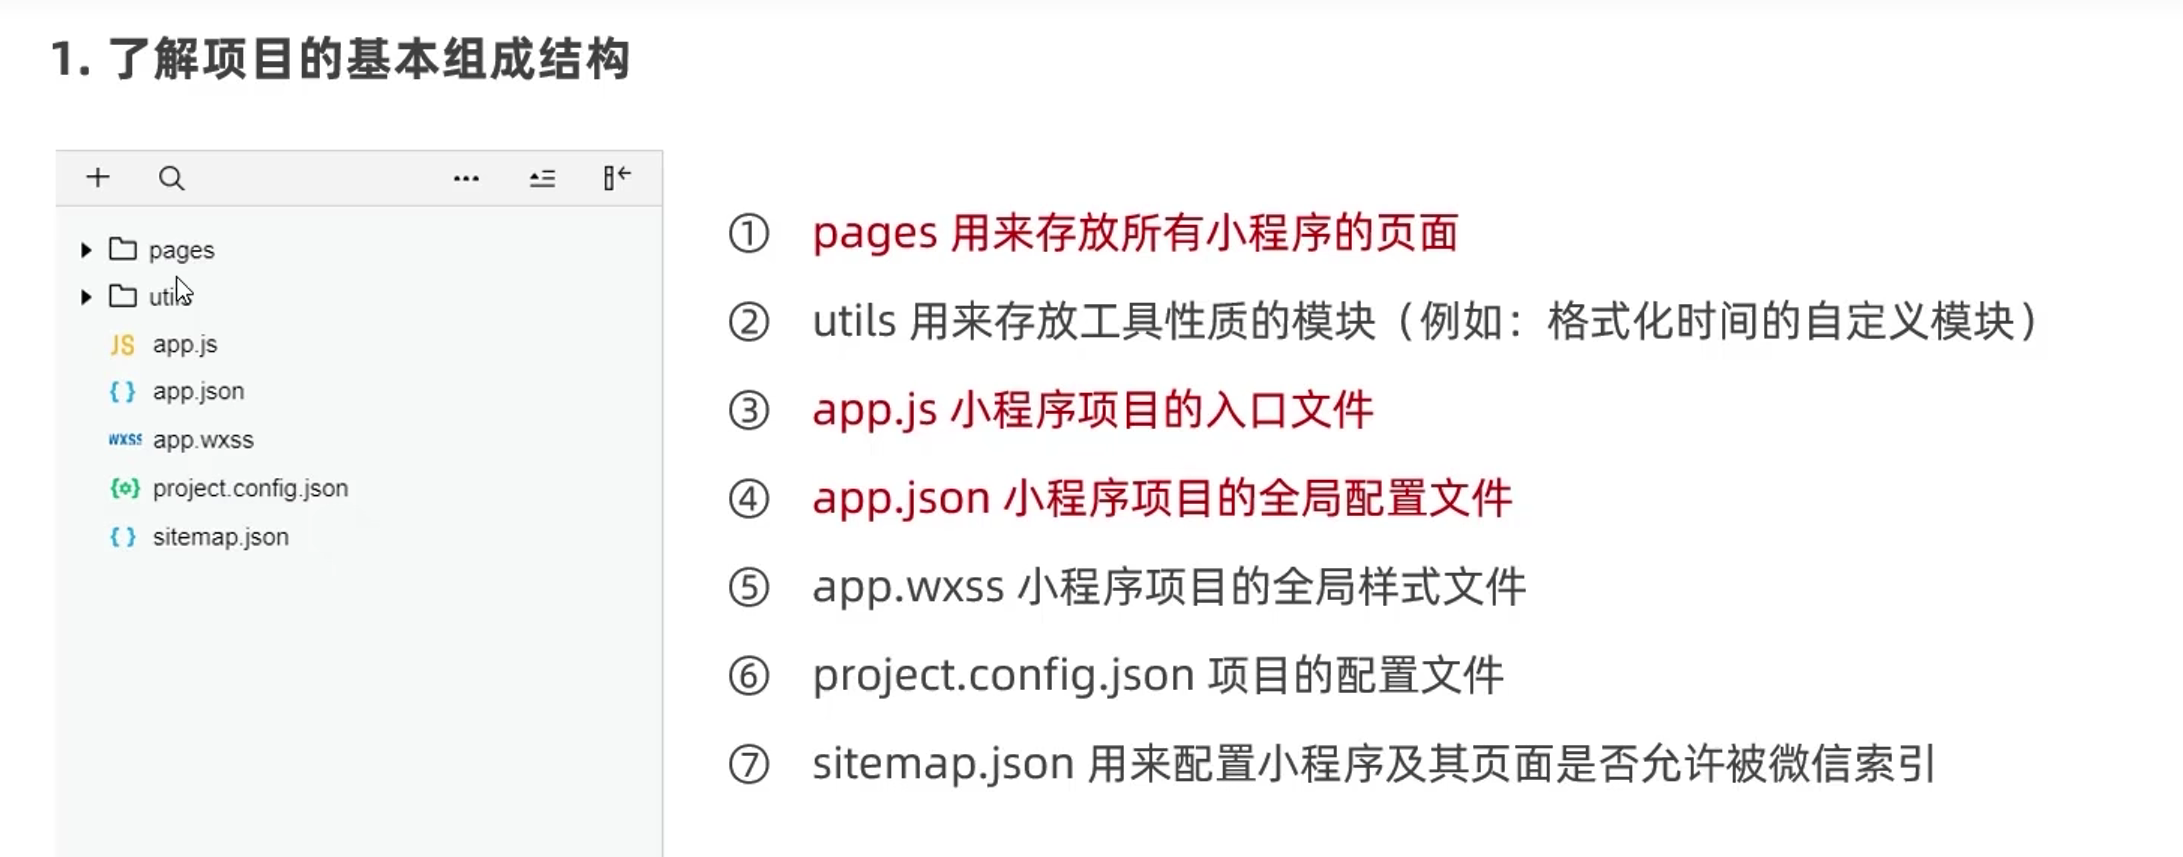 1. 了解项目的基本组成结构
pages
JS app.js
{ } app.json
WXSS app.wxss
project.config.json
{ } sitemap.json
① pages 用来存放所有小程序的页面
② utils 用来存放工具性质的模块（例如：格式化时间的自定义模块）
③ app.js 小程序项目的入口文件
④ app.json 小程序项目的全局配置文件
⑤ app.wxss 小程序项目的全局样式文件
⑥ project.config.json 项目的配置文件
⑦ sitemap.json 用来配置小程序及其页面是否允许被微信索引